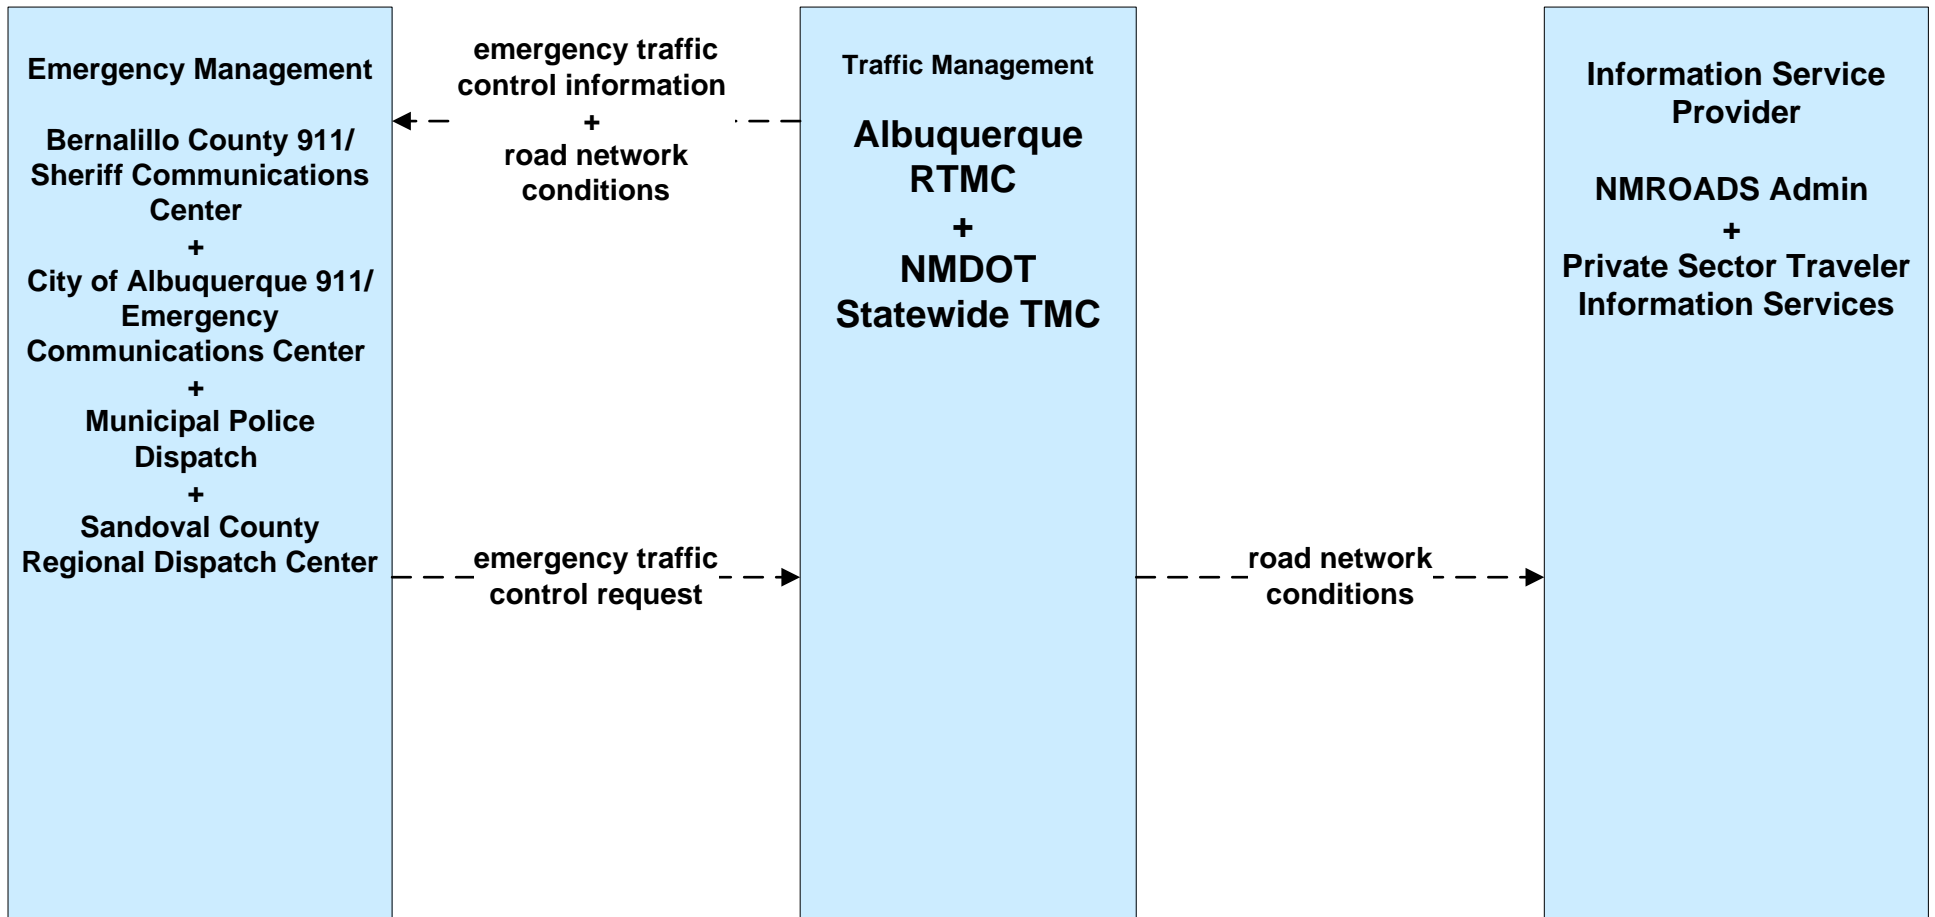 Emergency Management
Bernalillo County 911/
Sheriff Communications
Center
+
City of Albuquerque 911/
Emergency
Communications Center
+
Municipal Police
Dispatch
+
Sandoval County
Regional Dispatch Center
emergency traffic
control information
+
road network
conditions
emergency traffic
control request
Traffic Management
Albuquerque
RTMC
+
NMDOT
Statewide TMC
road network
conditions
Information Service
Provider
NMROADS Admin
+
Private Sector Traveler
Information Services